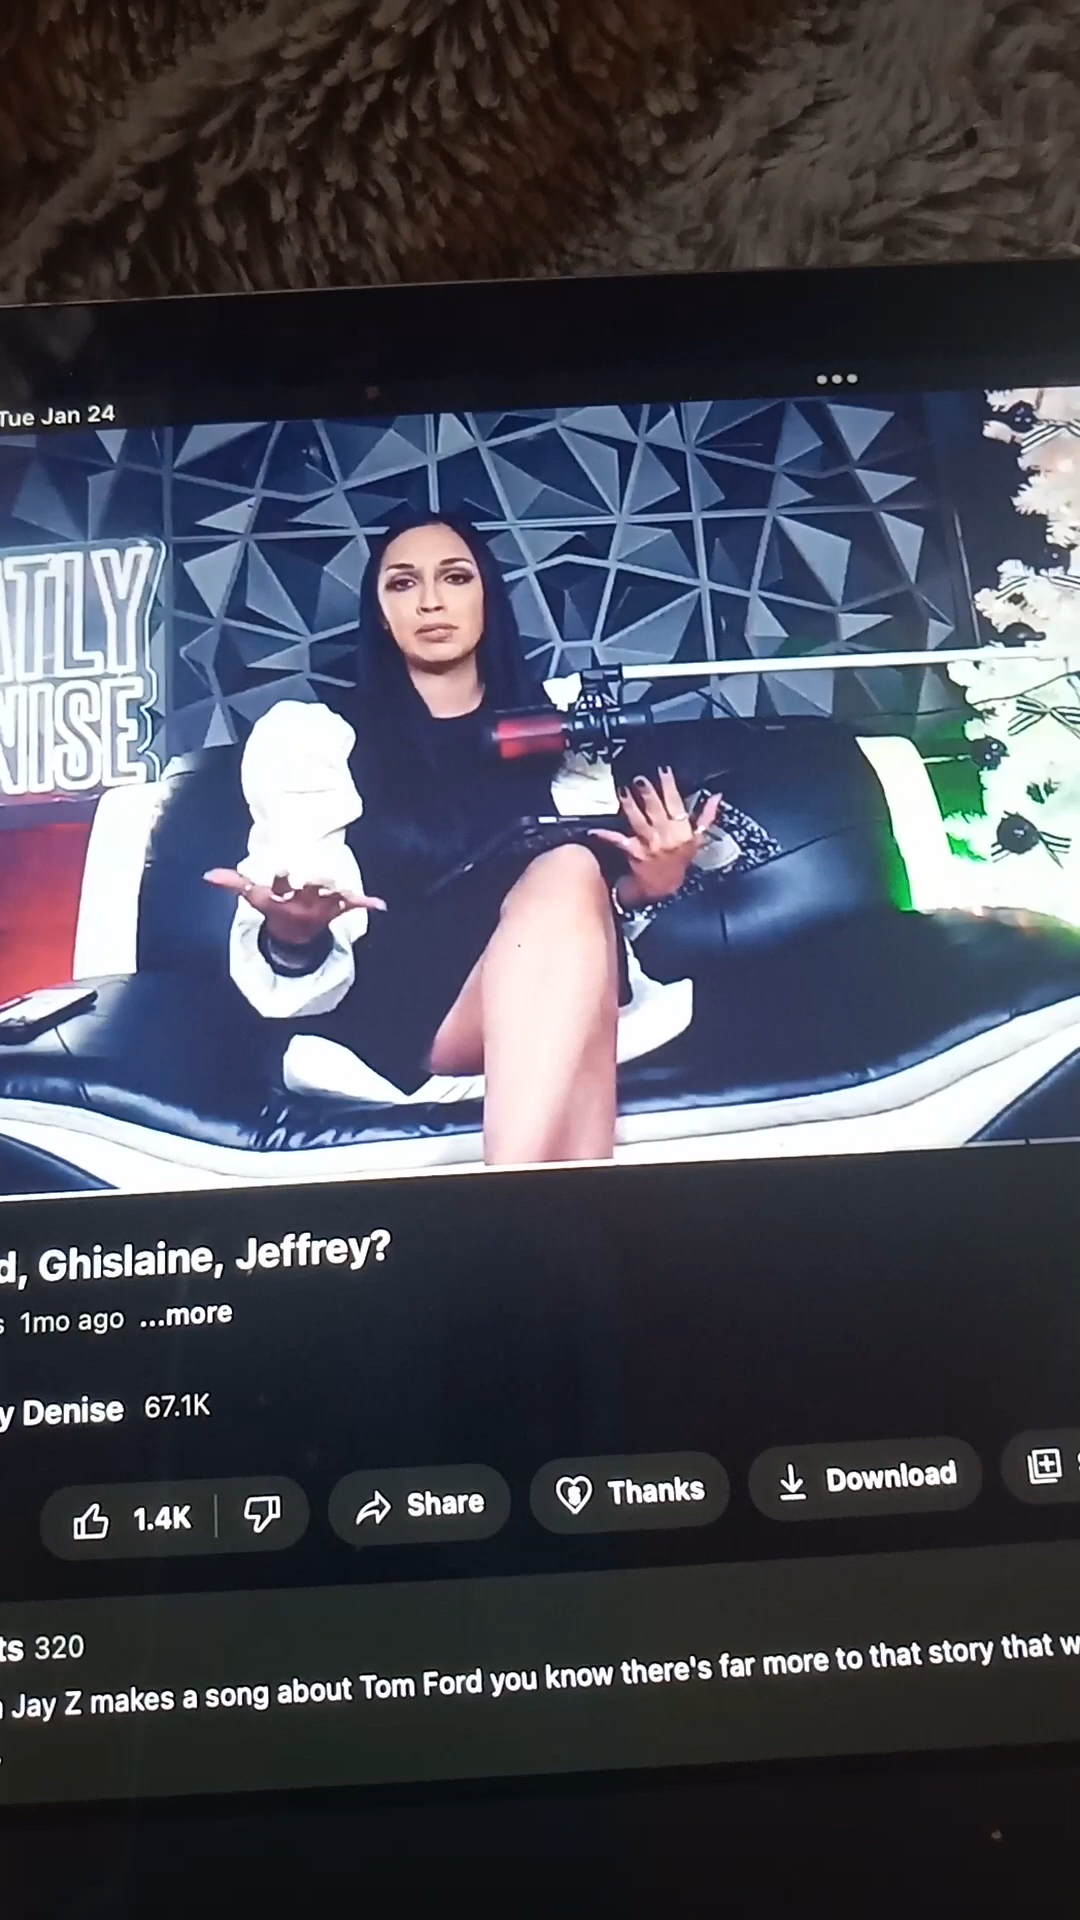 Tue Jan 24
TLY
NISE
d, Ghislaine, Jeffrey?
s 1mo ago ...more
y Denise 67.1K
1.4K Share Thanks Download
ts 320
Jay Z makes a song about Tom Ford you know there's far more to that story that w